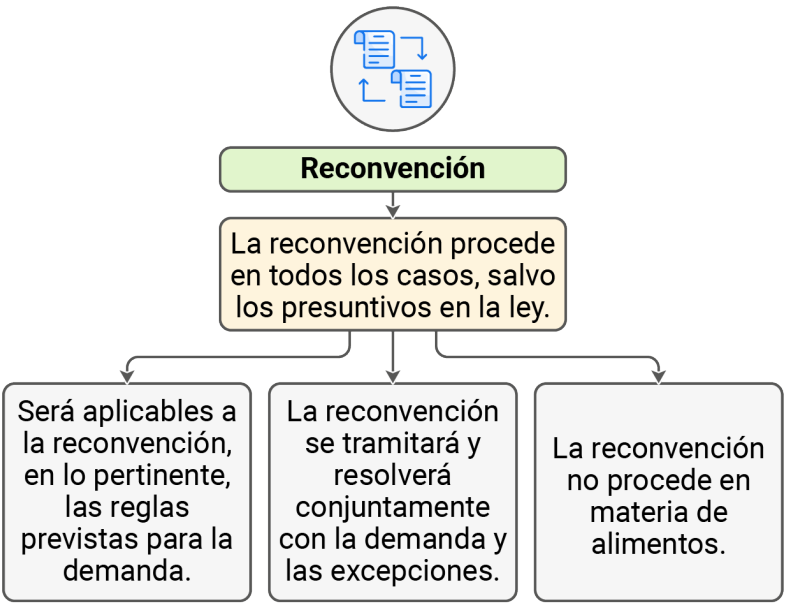 Reconvención
La reconvención procede
en todos los casos, salvo
los presuntivos en la ley.
Será aplicables a
la reconvención,
en lo pertinente,
las reglas
previstas para la
demanda.
La reconvención
se tramitará y
resolverá
conjuntamente
con la demanda y
las excepciones.
La reconvención
no procede en
materia de
alimentos.